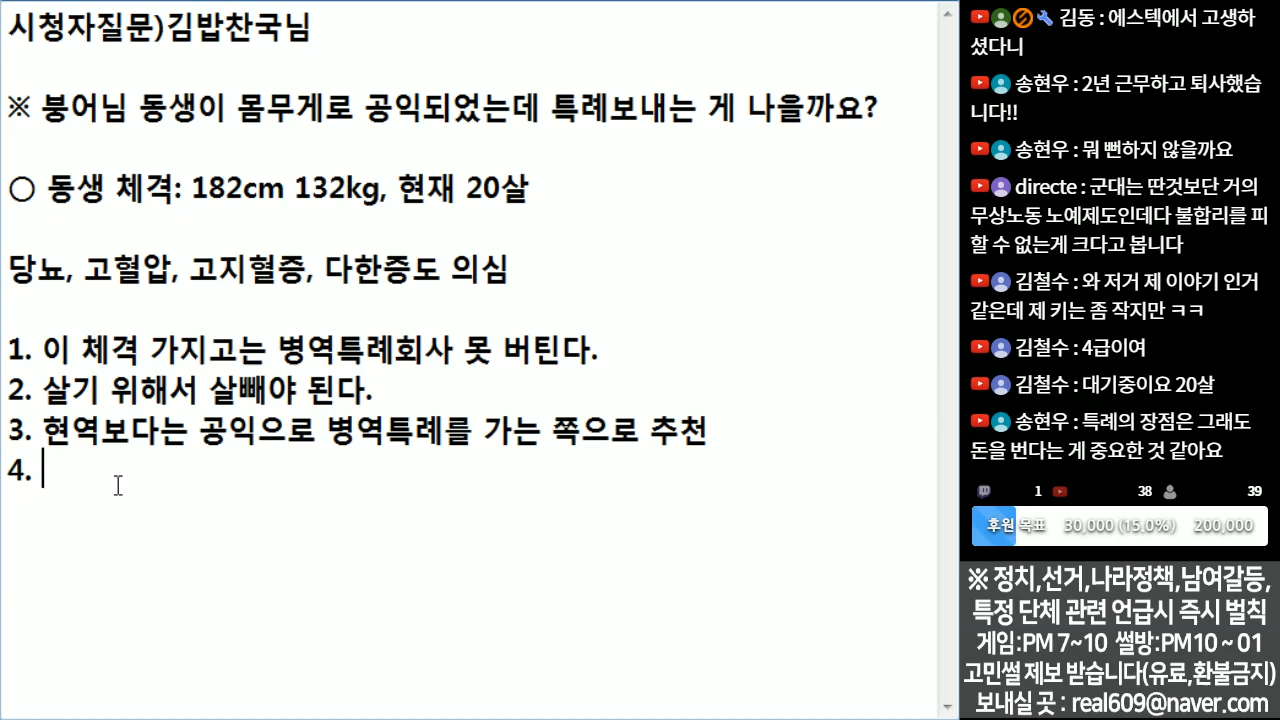 시청자질문)김밥찬국님
※ 붕어님 동생이 몸무게로 공익되었는데 특례보내는 게 나을까요?
○ 동생 체격: 182cm 132kg, 현재 20살
당뇨, 고혈압, 고지혈증, 다한증도 의심
1. 이 체격 가지고는 병역특례회사 못 버틴다.
2. 살기 위해서 살빼야 된다.
3. 현역보다는 공익으로 병역특례를 가는 쪽으로 추천
4.
김동 : 에스텍에서 고생하
셨다니
송현우 : 2년 근무하고 퇴사했습
니다!!
송현우 : 뭐 뻔하지 않을까요
directe : 군대는 딴것보단 거의
무상노동 노예제도인데다 불합리를 피
할 수 없는게 크다고 봅니다
김철수 : 와 저거 제 이야기 인거
같은데 제 키는 좀 작지만 ㅋㅋ
김철수 : 4급이여
김철수 : 대기중이요 20살
송현우 : 특례의 장점은 그래도
돈을 번다는 게 중요한 것 같아요
1 38 39
후원 목표 30,000 (15.0%) 200,000
※ 정치,선거,나라정책,남여갈등,
특정 단체 관련 언급시 즉시 벌칙
게임:PM 7~10 썰방:PM10 ~ 01
고민썰 제보 받습니다(유료,환불금지)
보내실 곳 : real609@naver.com